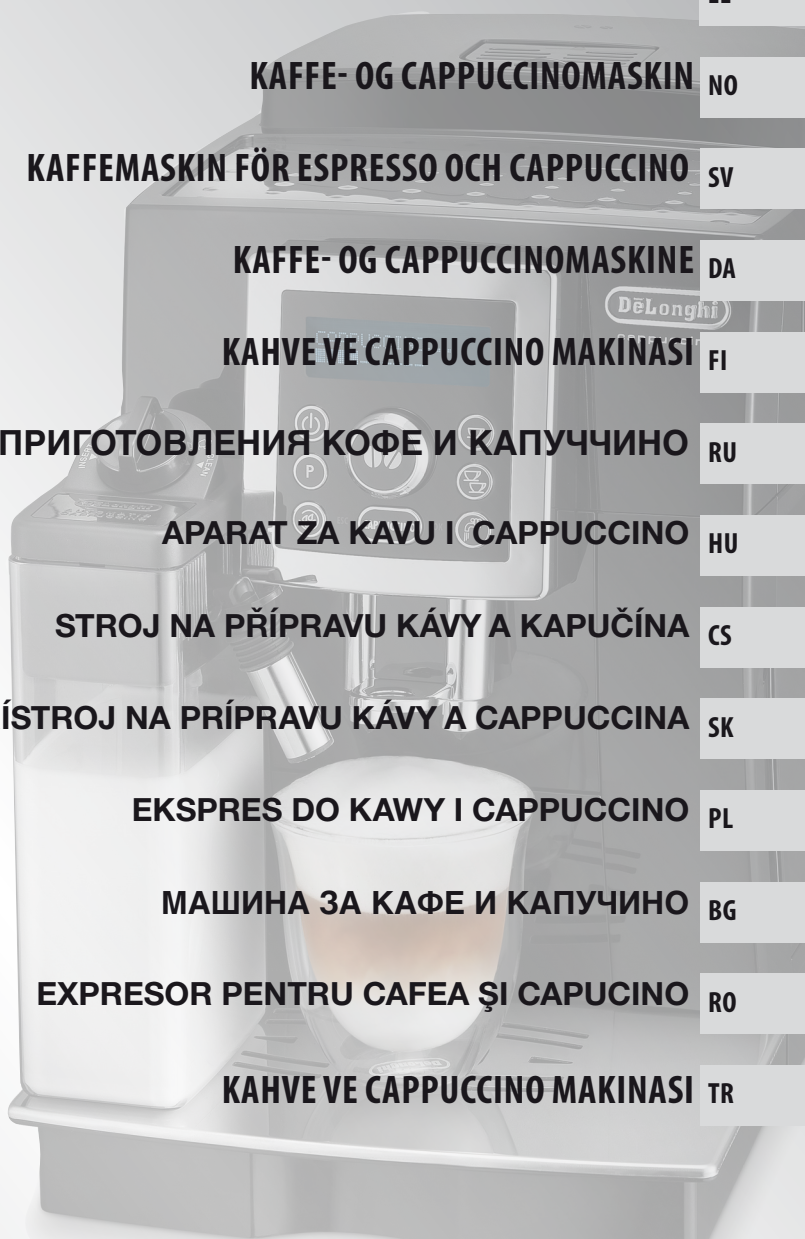 KAFFE- OG CAPPUCCINOMASKIN NO
KAFFEMASKIN FÖR ESPRESSO OCH CAPPUCCINO SV
KAFFE- OG CAPPUCCINOMASKINE DA
DēLonghi
KAHVE VE CAPPUCCINO MAKINASI FI
ПРИГОТОВЛЕНИЯ КОФЕ И КАПУЧЧИНО RU
P
APARAT ZA KAVU I CAPPUCCINO HU
STROJ NA PŘÍPRAVU KÁVY A KAPUČÍNA CS
ÍSTROJ NA PRÍPRAVU KÁVY A CAPPUCCINA SK
EKSPRES DO KAWY I CAPPUCCINO PL
МАШИНА ЗА КАФЕ И КАПУЧИНО BG
EXPRESOR PENTRU CAFEA ŞI CAPUCINO RO
KAHVE VE CAPPUCCINO MAKINASI TR